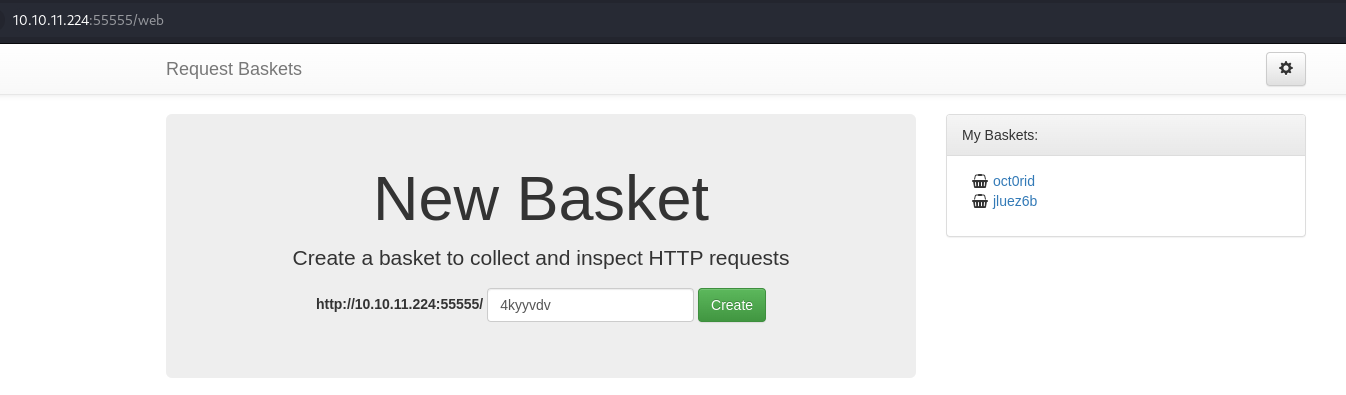 10.10.11.224:55555/web
Request Baskets
New Basket
Create a basket to collect and inspect HTTP requests
http://10.10.11.224:55555/ 4kyyvdv Create
My Baskets:
oct0rid
jluez6b